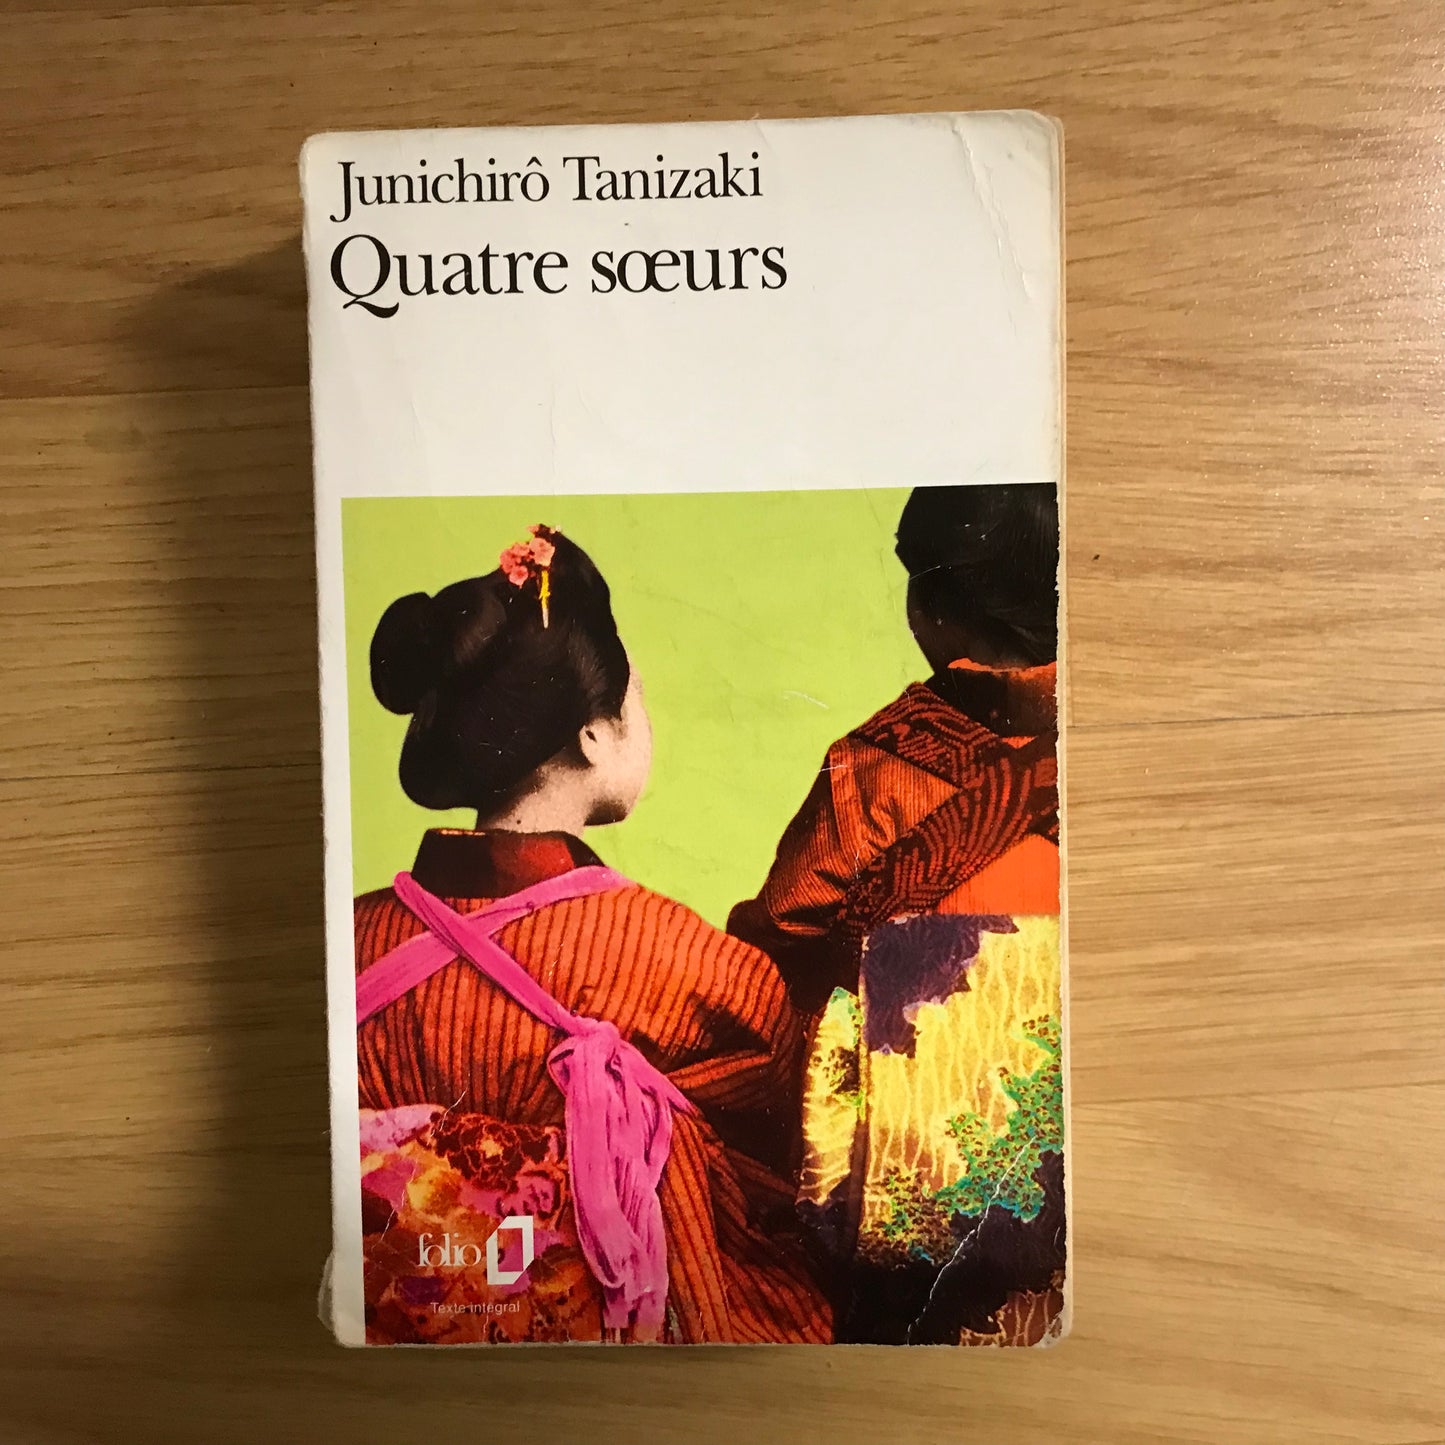 Junichirô Tanizaki
Quatre sœurs
folio
Texte intégral